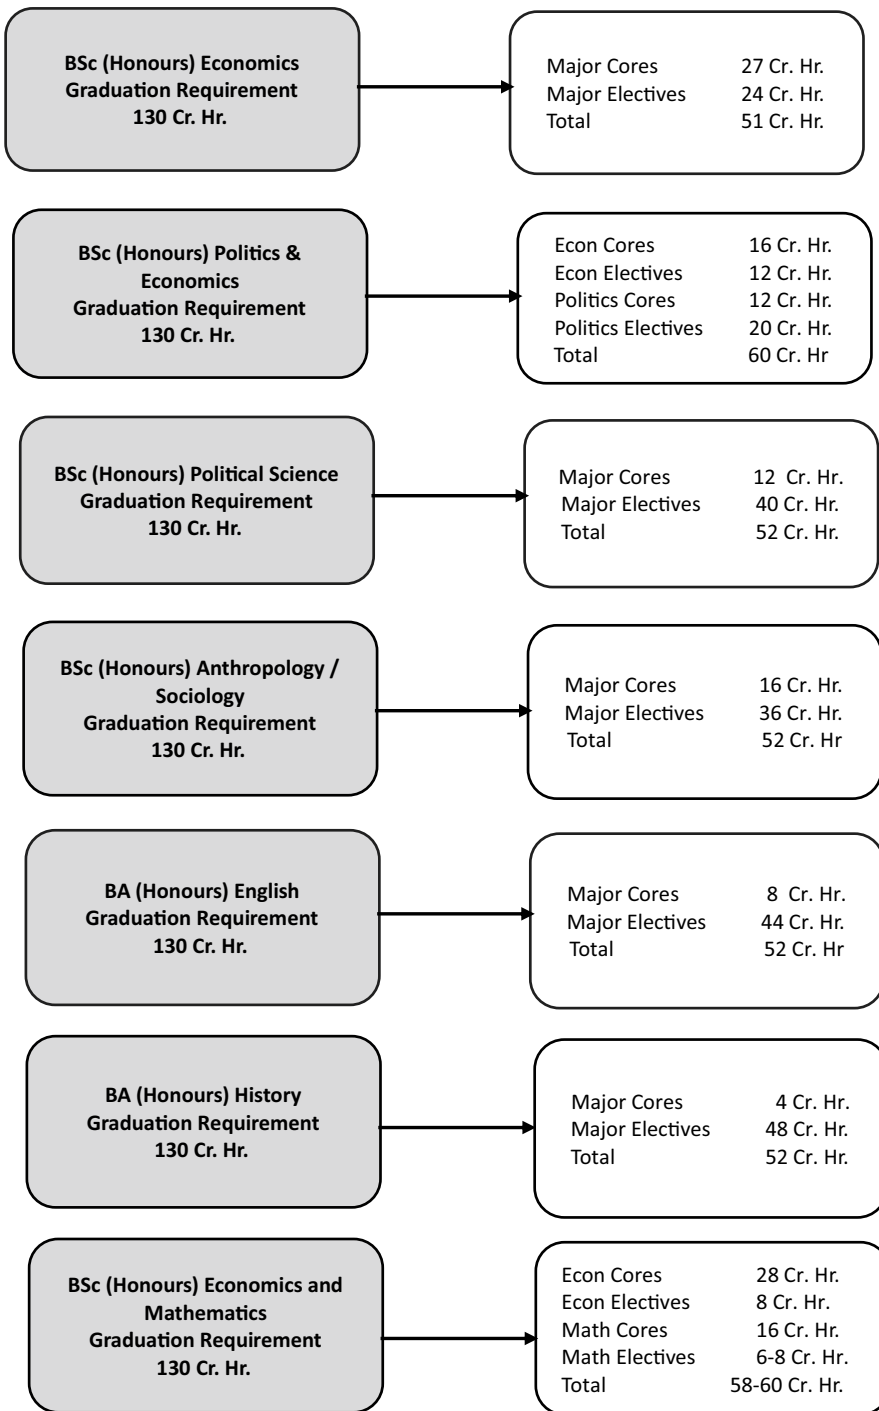 BSc (Honours) Economics
Graduation Requirement
130 Cr. Hr.
Major Cores 27 Cr. Hr.
Major Electives 24 Cr. Hr.
Total 51 Cr. Hr.
BSc (Honours) Politics &
Economics
Graduation Requirement
130 Cr. Hr.
Econ Cores 16 Cr. Hr.
Econ Electives 12 Cr. Hr.
Politics Cores 12 Cr. Hr.
Politics Electives 20 Cr. Hr.
Total 60 Cr. Hr
BSc (Honours) Political Science
Graduation Requirement
130 Cr. Hr.
Major Cores 12 Cr. Hr.
Major Electives 40 Cr. Hr.
Total 52 Cr. Hr.
BSc (Honours) Anthropology /
Sociology
Graduation Requirement
130 Cr. Hr.
Major Cores 16 Cr. Hr.
Major Electives 36 Cr. Hr.
Total 52 Cr. Hr
BA (Honours) English
Graduation Requirement
130 Cr. Hr.
Major Cores 8 Cr. Hr.
Major Electives 44 Cr. Hr.
Total 52 Cr. Hr
BA (Honours) History
Graduation Requirement
130 Cr. Hr.
Major Cores 4 Cr. Hr.
Major Electives 48 Cr. Hr.
Total 52 Cr. Hr.
BSc (Honours) Economics and
Mathematics
Graduation Requirement
130 Cr. Hr.
Econ Cores 28 Cr. Hr.
Econ Electives 8 Cr. Hr.
Math Cores 16 Cr. Hr.
Math Electives 6-8 Cr. Hr.
Total 58-60 Cr. Hr.